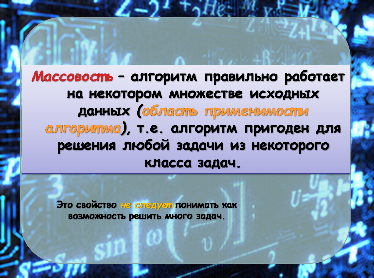 Массовость – алгоритм правильно работает
на некотором множестве исходных
данных (область применимости
алгоритма), т.е. алгоритм пригоден для
решения любой задачи из некоторого
класса задач.
Это свойство не следует понимать как
возможность решить много задач.